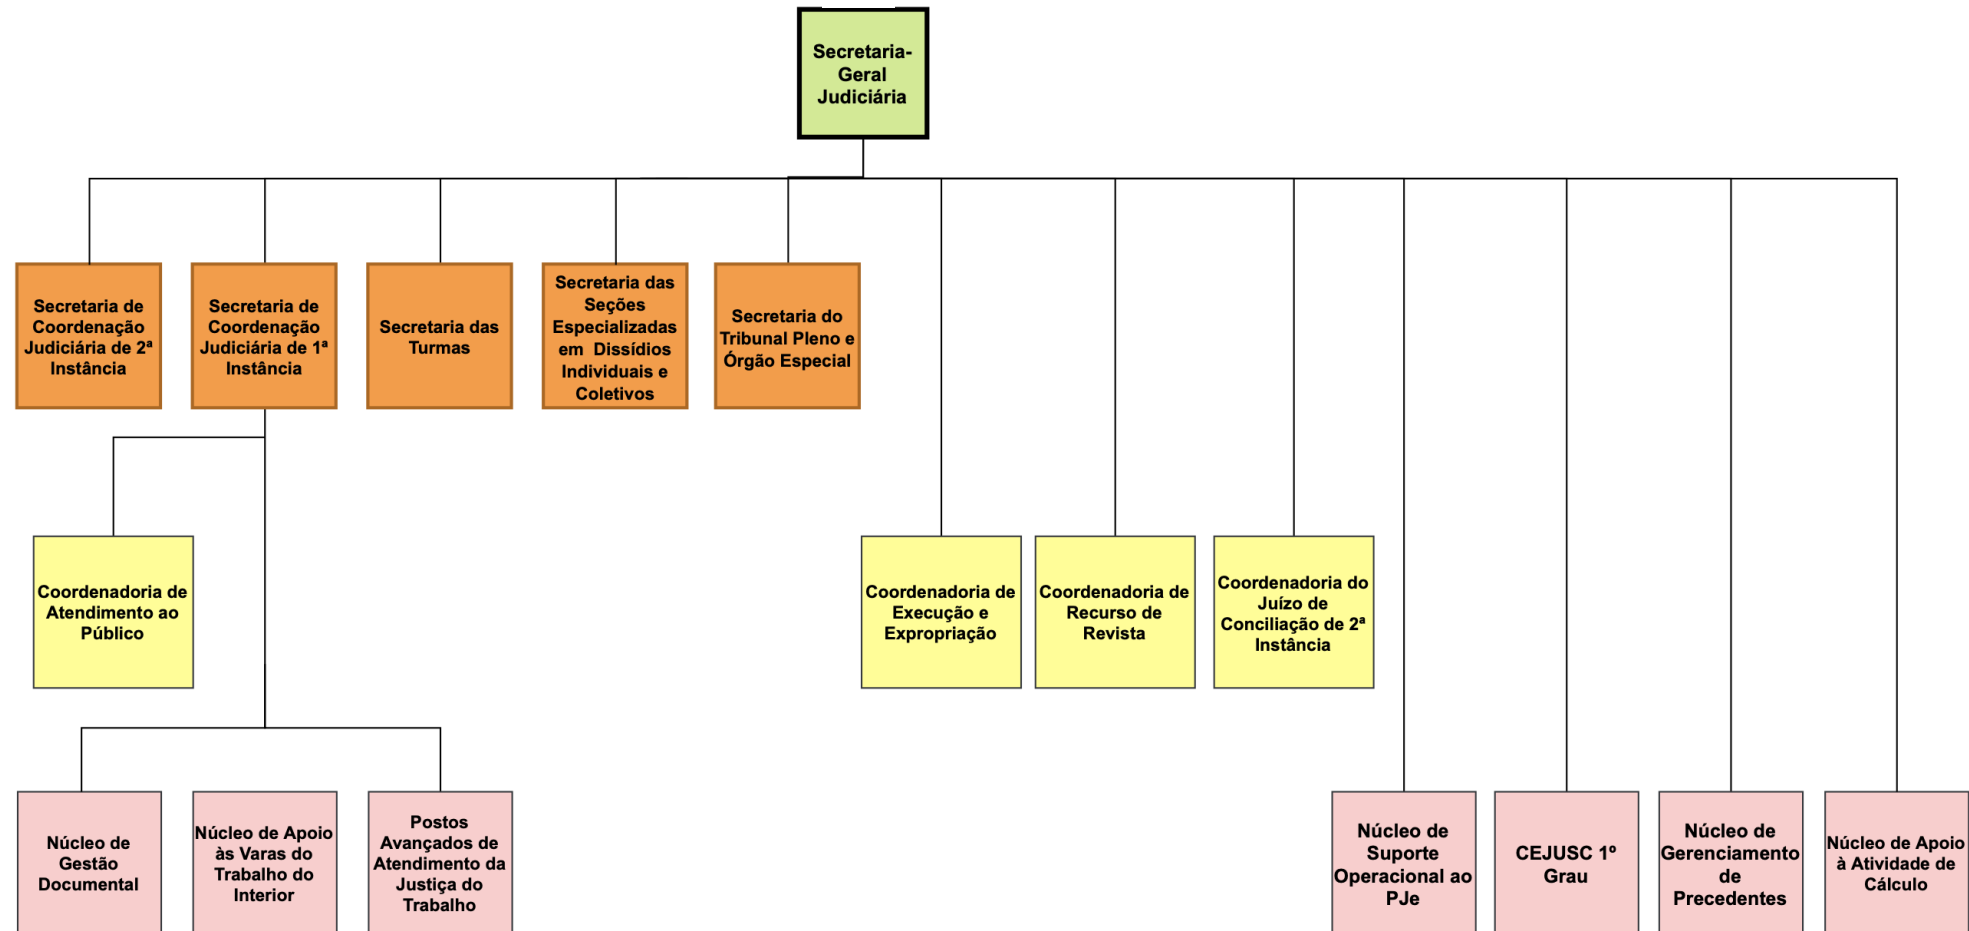 Secretaria-
Geral
Judiciária
Secretaria de
Coordenação
Judiciária de 2ª
Instância
Secretaria de
Coordenação
Judiciária de 1ª
Instância
Secretaria das
Turmas
Secretaria das
Seções
Especializadas
em Dissídios
Individuais e
Coletivos
Secretaria do
Tribunal Pleno e
Órgão Especial
Coordenadoria de
Atendimento ao
Público
Coordenadoria de
Execução e
Expropriação
Coordenadoria de
Recurso de
Revista
Coordenadoria do
Juízo de
Conciliação de 2ª
Instância
Núcleo de
Gestão
Documental
Núcleo de Apoio
às Varas do
Trabalho do
Interior
Postos
Avançados de
Atendimento da
Justiça do
Trabalho
Núcleo de
Suporte
Operacional ao
PJe
CEJUSC 1º
Grau
Núcleo de
Gerenciamento
de
Precedentes
Núcleo de Apoio
à Atividade de
Cálculo